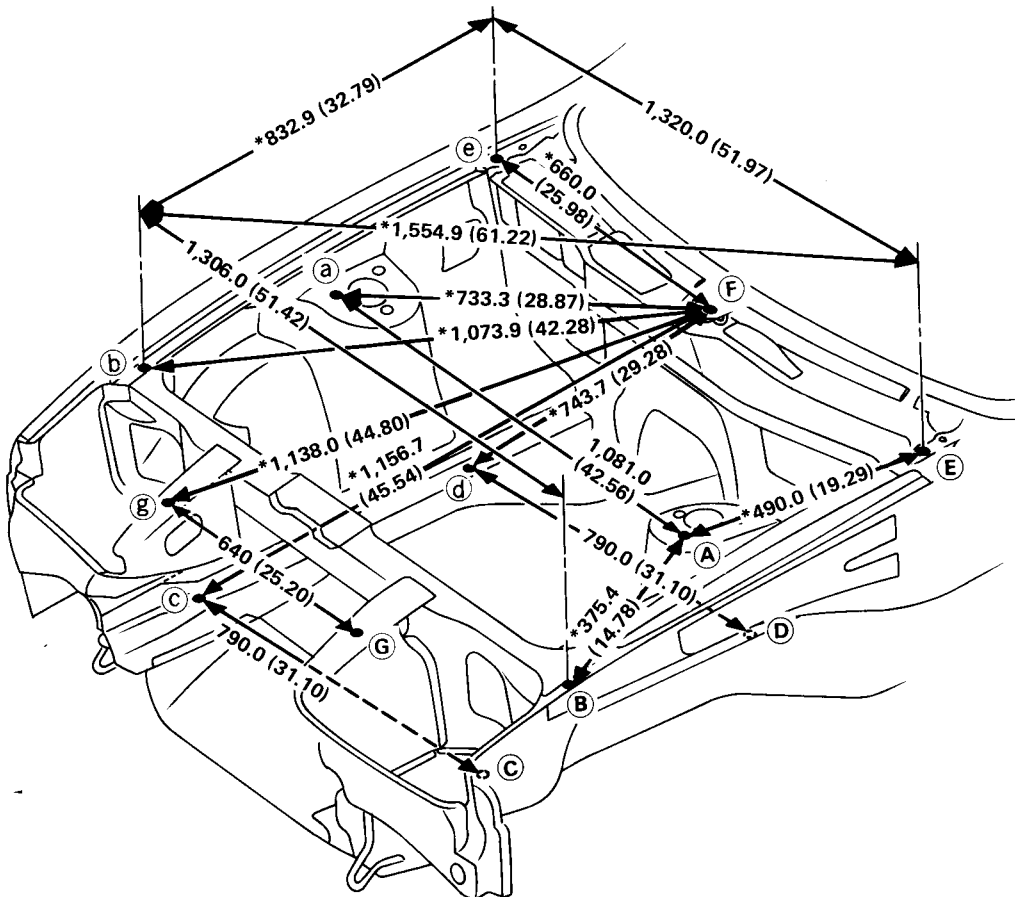 *832.9 (32.79)
1,320.0 (51.97)
e
*660.0
(25.98)
*1,554.9 (61.22)
1,306.0 (51.42)
a
*733.3 (28.87)
F
*1,073.9 (42.28)
b
*743.7 (29.28)
*1,138.0 (44.80)
*1,156.7
(45.54)
d
1,081.0
(42.56)
*490.0 (19.29)
E
g
A
790.0 (31.10)
640 (25.20)
*375.4
(14.78)
C
G
D
790.0 (31.10)
B
C